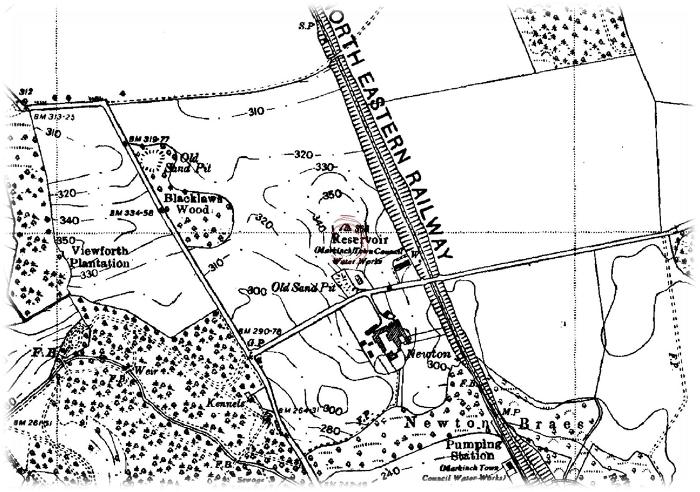 S.P
NORTH EASTERN RAILWAY
312
BM 313·25
310
310
BM 319·77
Old
Sand Pit
320
330
350
320
340
350
330
BM 334·58
Blacklaws
Wood
320
340
Reservoir
(Markinch Town Council
Water Works)
W
Viewforth
Plantation
310
300
Old Sand Pit
BM 290·78
G.P
Newton
300
F.B
Weir
F.P
Kennels
BM 264·31
300
280
F.B
M.P
Newton Braes
Pumping
Station
(Markinch Town
Council Water Works)
240
F.B
Sewage
F.P